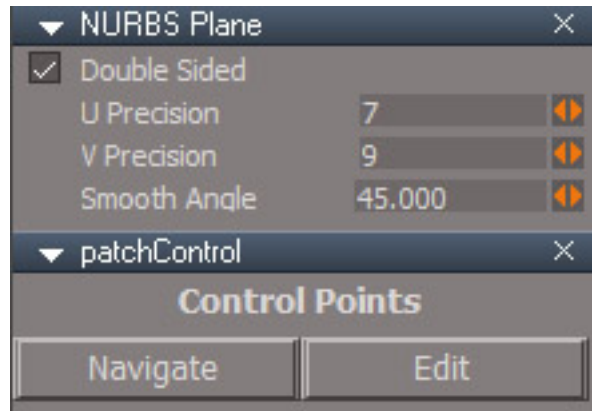 NURBS Plane
Double Sided
U Precision 7
V Precision 9
Smooth Angle 45.000
patchControl
Control Points
Navigate Edit